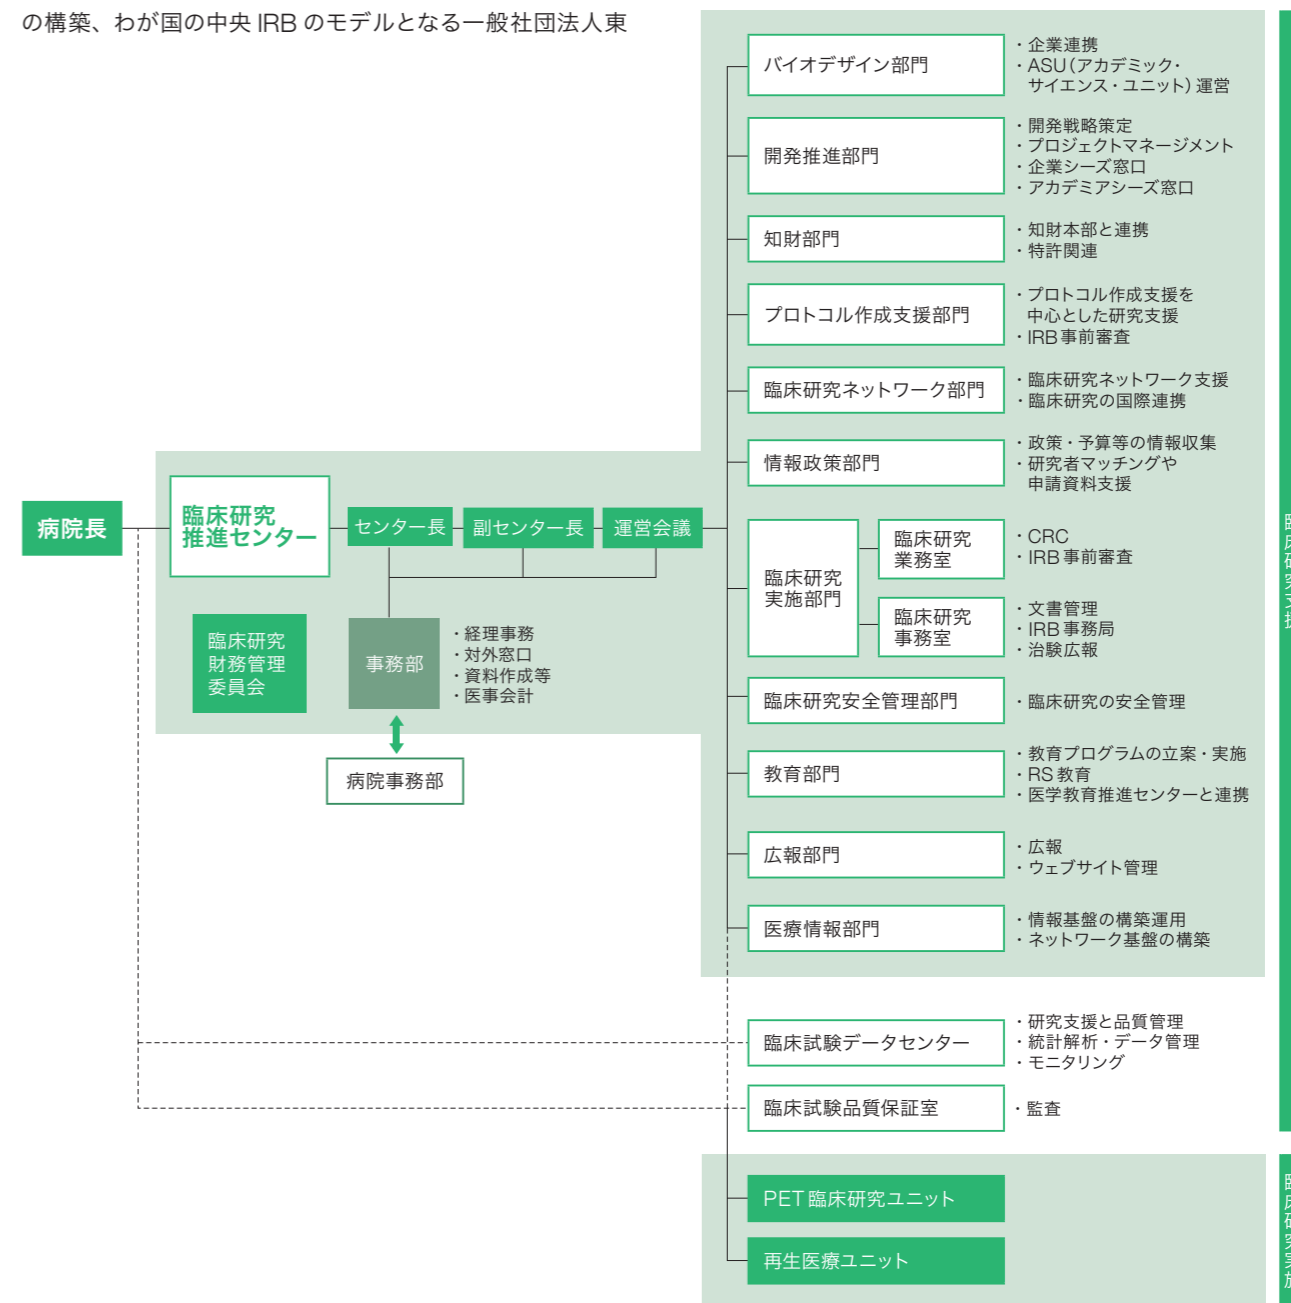 の構築、わが国の中央 IRB のモデルとなる一般社団法人東
病院長
臨床研究
推進センター
センター長
副センター長
運営会議
臨床研究
財務管理
委員会
事務部
・経理事務
・対外窓口
・資料作成等
・医事会計
病院事務部
バイオデザイン部門
・企業連携
・ASU（アカデミック・
サイエンス・ユニット）運営
開発推進部門
・開発戦略策定
・プロジェクトマネージメント
・企業シーズ窓口
・アカデミアシーズ窓口
知財部門
・知財本部と連携
・特許関連
プロトコル作成支援部門
・プロトコル作成支援を
中心とした研究支援
・IRB 事前審査
臨床研究ネットワーク部門
・臨床研究ネットワーク支援
・臨床研究の国際連携
情報政策部門
・政策・予算等の情報収集
・研究者マッチングや
申請資料支援
臨床研究
実施部門
臨床研究
業務室
・CRC
・IRB 事前審査
臨床研究
事務室
・文書管理
・IRB 事務局
・治験広報
臨床研究安全管理部門
・臨床研究の安全管理
教育部門
・教育プログラムの立案・実施
・RS 教育
・医学教育推進センターと連携
広報部門
・広報
・ウェブサイト管理
医療情報部門
・情報基盤の構築運用
・ネットワーク基盤の構築
臨床試験データセンター
・研究支援と品質管理
・統計解析・データ管理
・モニタリング
臨床試験品質保証室
・監査
PET 臨床研究ユニット
再生医療ユニット
臨床研究支援
臨床研究実施